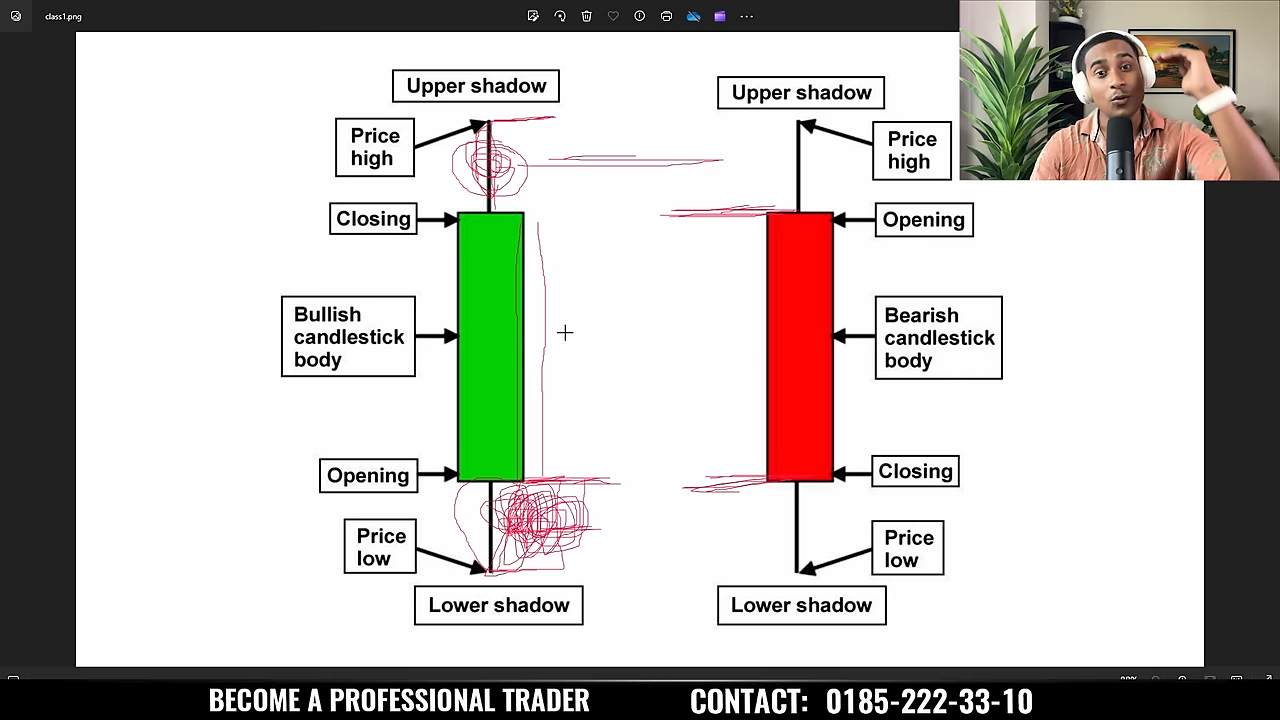 class1.png
Upper shadow
Price
high
Closing
Bullish
candlestick
body
Opening
Price
low
Lower shadow
Upper shadow
Price
high
Opening
Bearish
candlestick
body
Closing
Price
low
Lower shadow
BECOME A PROFESSIONAL TRADER
CONTACT: 0185-222-33-10